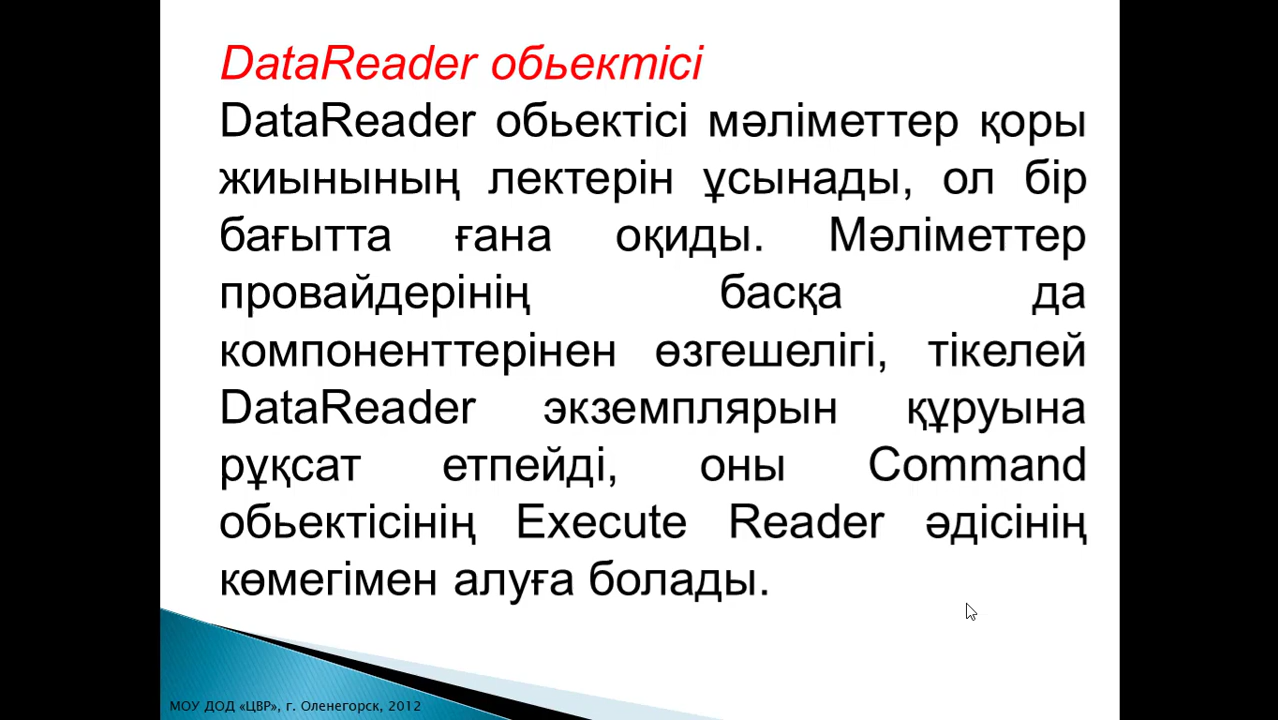 DataReader обьектісі
DataReader обьектісі мәліметтер қоры
жиынының лектерін ұсынады, ол бір
бағытта ғана оқиды. Мәліметтер
провайдерінің басқа да
компоненттерінен өзгешелігі, тікелей
DataReader экземплярын құруына
рұқсат етпейді, оны Command
обьектісінің Execute Reader әдісінің
көмегімен алуға болады.
МОУ ДОД «ЦВР», г. Оленегорск, 2012